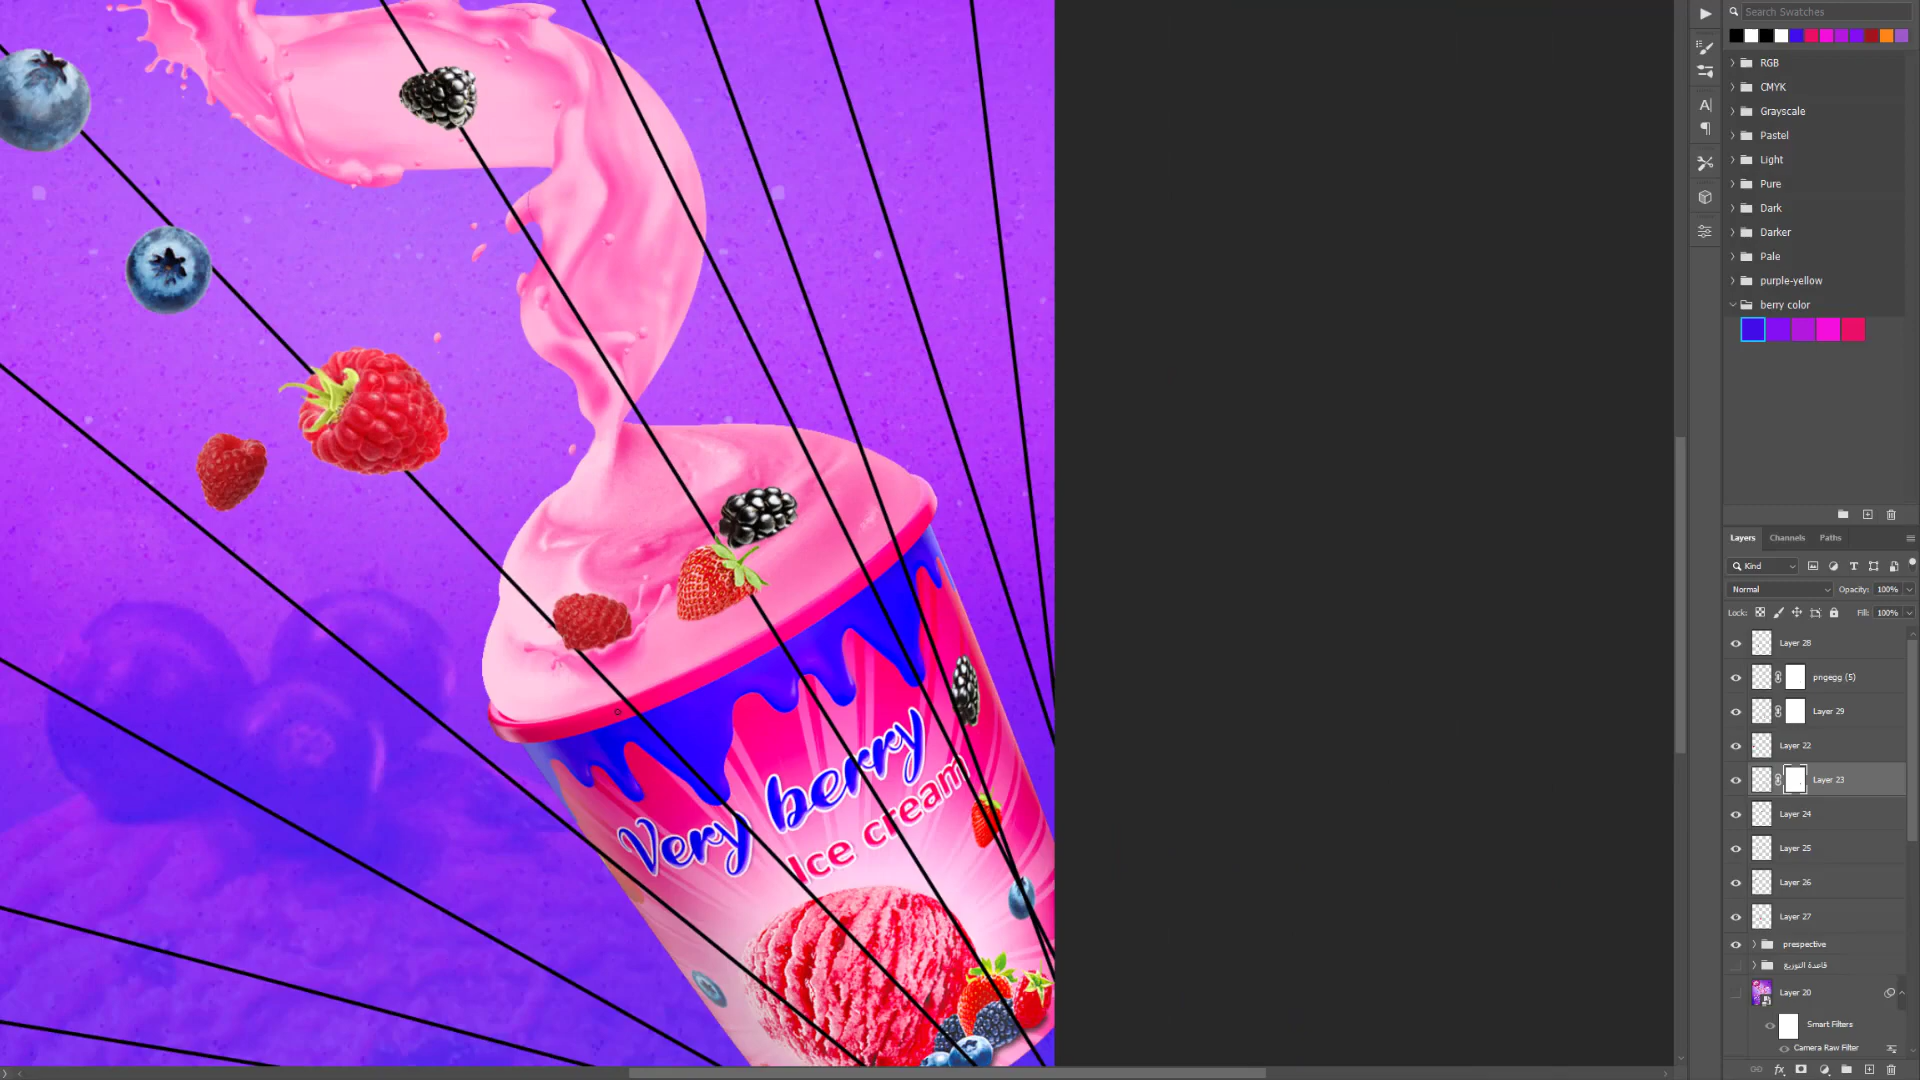 Search Swatches
RGB
CMYK
Grayscale
Pastel
Light
Pure
Dark
Darker
Pale
purple-yellow
berry color
Very berry
Ice cream
Layers Channels Paths
Kind
Normal Opacity: 100%
Lock: Fill: 100%
Layer 28
pngegg (5)
Layer 29
Layer 22
Layer 23
Layer 24
Layer 25
Layer 26
Layer 27
prespective
قاعدة التوزيع
Layer 20
Smart Filters
Camera Raw Filter